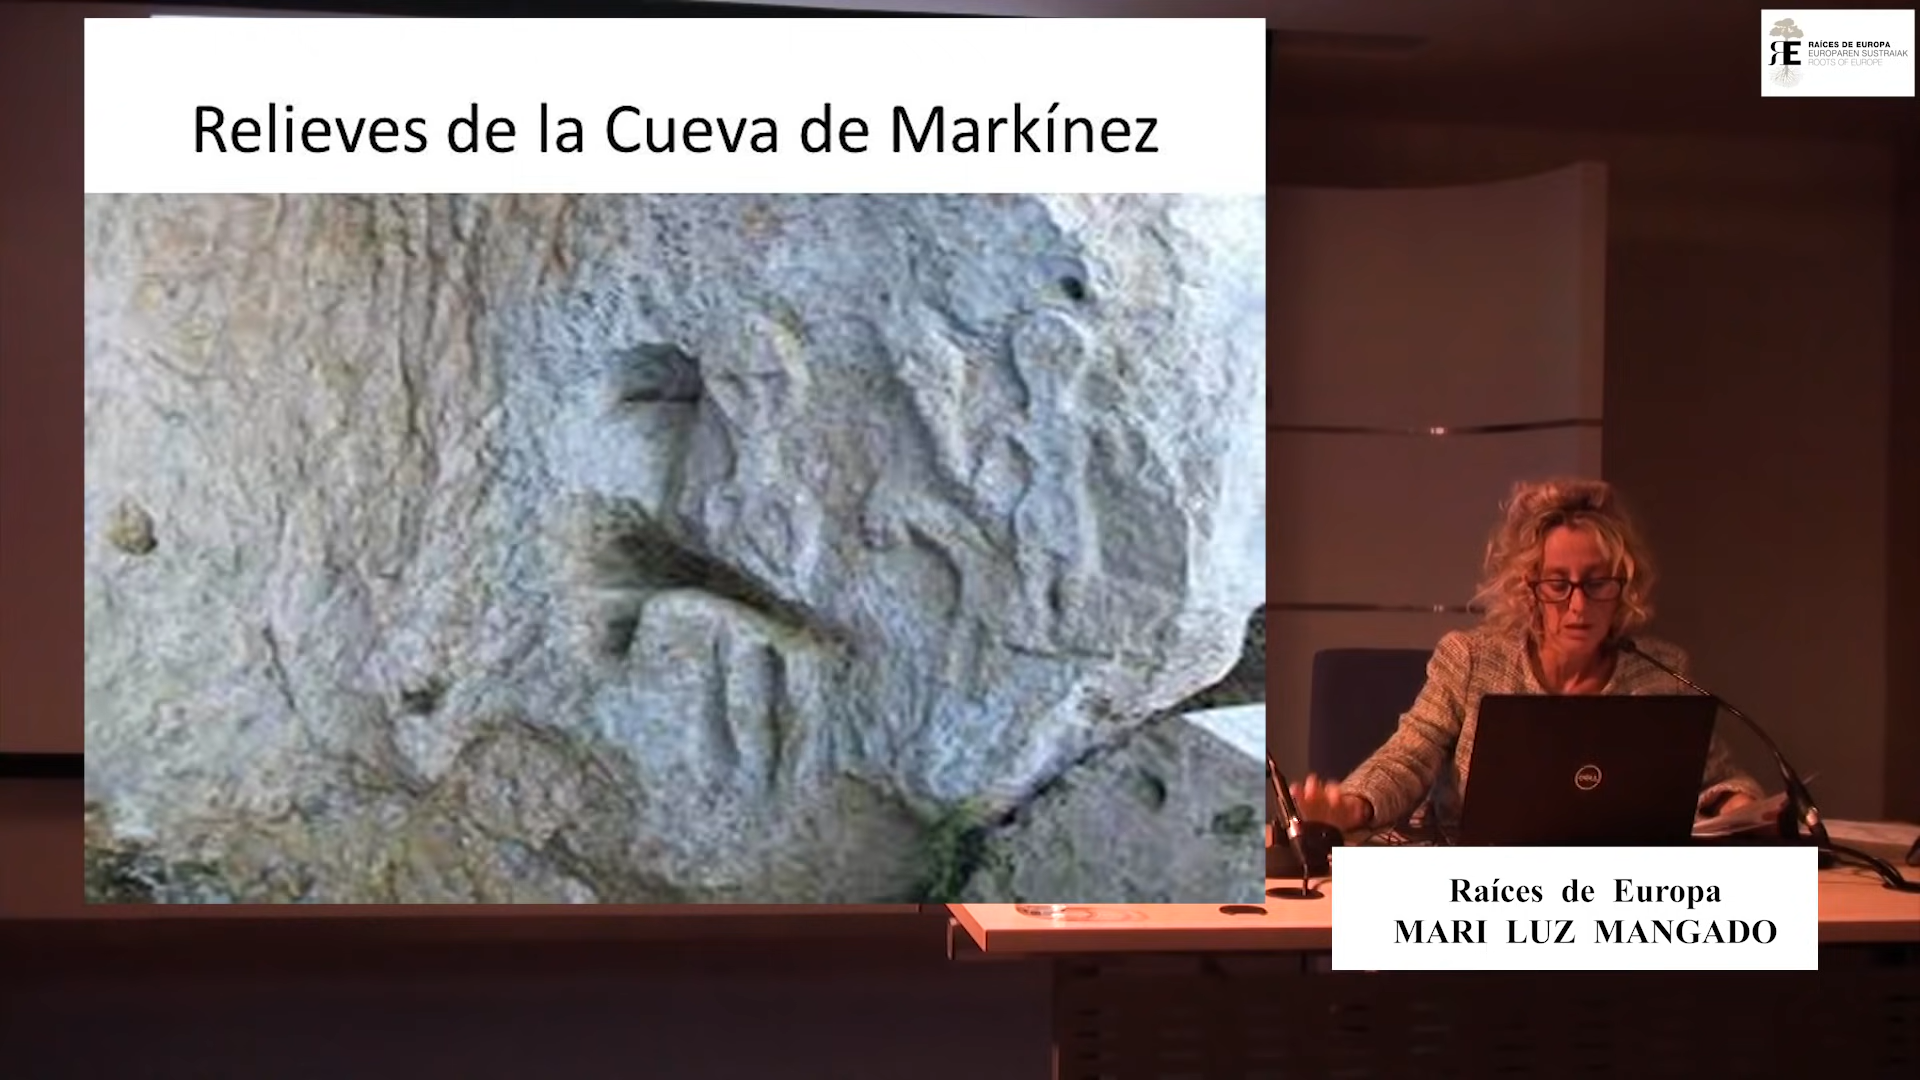 Relieves de la Cueva de Markínez
RE
RAÍCES DE EUROPA
EUROPAREN SUSTRAIAK
ROOTS OF EUROPE
DELL
Raíces de Europa
MARI LUZ MANGADO